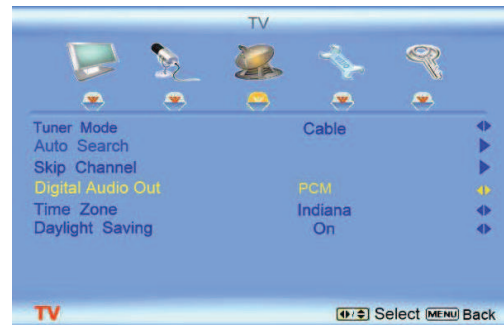 TV
Tuner Mode Cable
Auto Search
Skip Channel
Digital Audio Out PCM
Time Zone Indiana
Daylight Saving On
TV Select MENU Back